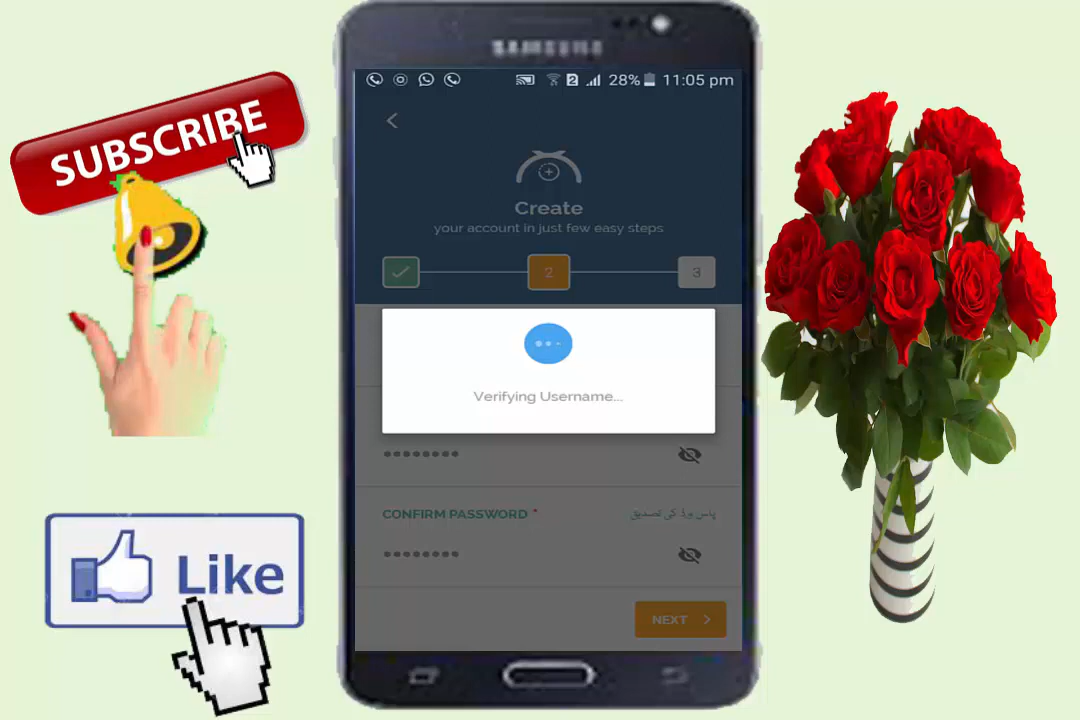 SUBSCRIBE
SAMSUNG
2 28% 11:05 pm
Create
your account in just few easy steps
2 3
Verifying Username...
CONFIRM PASSWORD * پاس ورڈ کی تصدیق
NEXT
Like